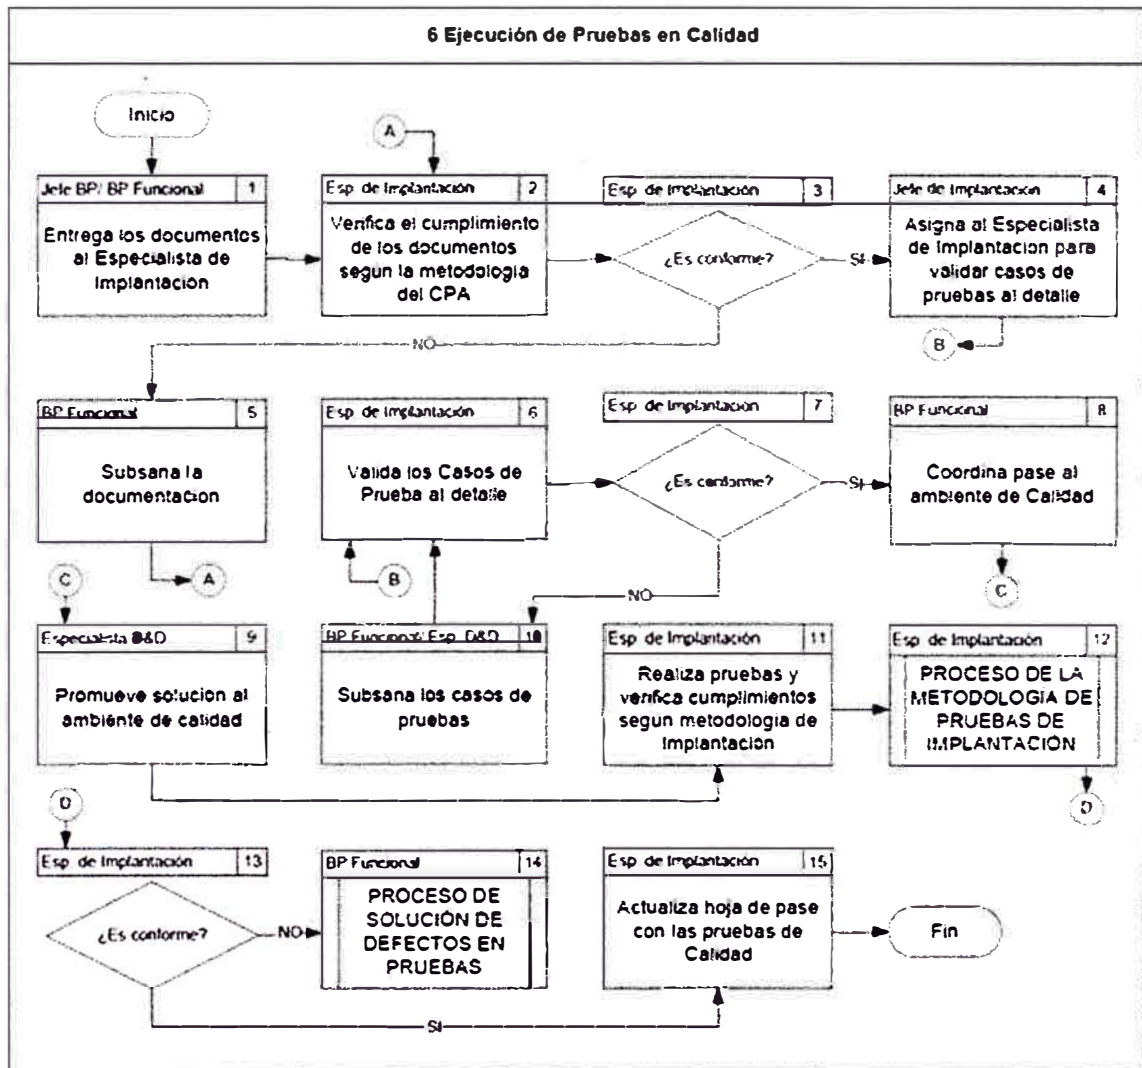 6 Ejecución de Pruebas en Calidad
Inicio
A
Jefe BP/ BP Funcional 1
Entrega los documentos
al Especialista de
Implantación
Esp. de Implantación 2
Verifica el cumplimiento
de los documentos
según la metodología
del CPA
Esp. de Implantación 3
¿Es conforme?
SI
Jefe de Implantación 4
Asigna al Especialista
de Implantación para
validar casos de
pruebas al detalle
B
NO
BP Funcional 5
Subsana la
documentación
A
Esp. de Implantación 6
Valida los Casos de
Prueba al detalle
B
Esp. de Implantación 7
¿Es conforme?
SI
NO
BP Funcional 8
Coordina pase al
ambiente de Calidad
C
C
Especialista D&D 9
Promueve solución al
ambiente de calidad
BP Funcional/ Esp. D&D 10
Subsana los casos de
pruebas
Esp. de Implantación 11
Realiza pruebas y
verifica cumplimientos
según metodología de
Implantación
Esp. de Implantación 12
PROCESO DE LA
METODOLOGÍA DE
PRUEBAS DE
IMPLANTACIÓN
D
D
Esp. de Implantación 13
¿Es conforme?
NO
SI
BP Funcional 14
PROCESO DE
SOLUCIÓN DE
DEFECTOS EN
PRUEBAS
Esp. de Implantación 15
Actualiza hoja de pase
con las pruebas de
Calidad
Fin